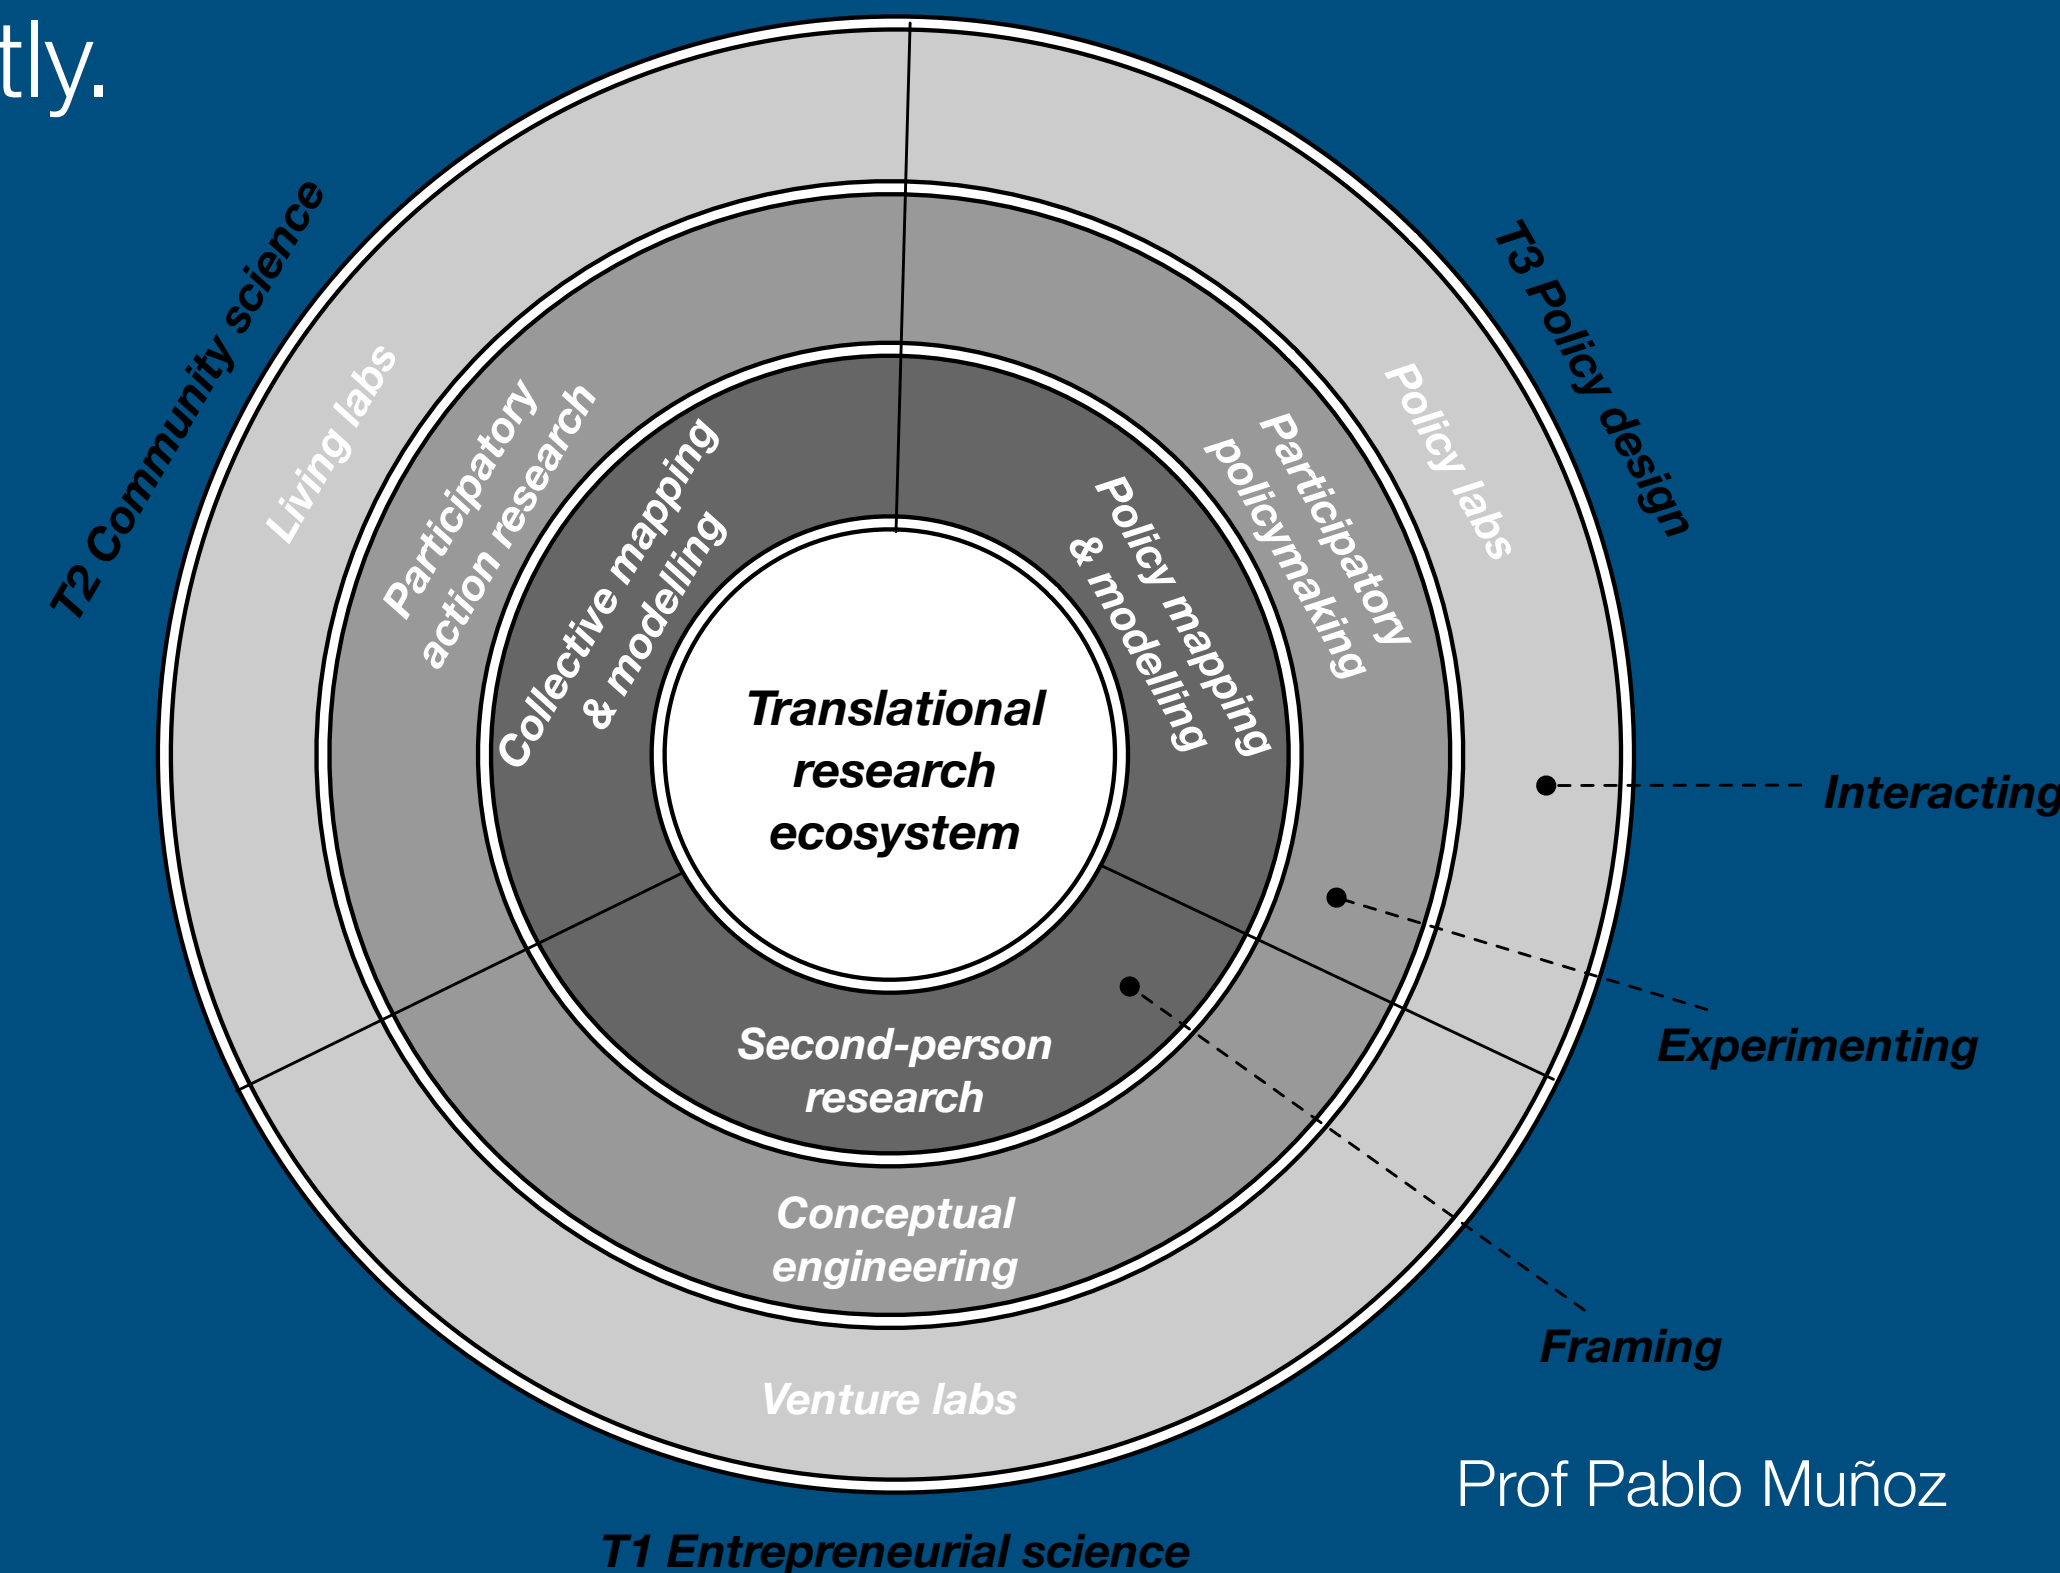 tly.
T2 Community science
T3 Policy design
Living labs
Participatory
action research
Collective mapping
& modelling
Policy mapping
& modelling
Participatory
policymaking
Policy labs
Translational
research
ecosystem
Interacting
Experimenting
Framing
Second-person
research
Conceptual
engineering
Venture labs
Prof Pablo Muñoz
T1 Entrepreneurial science